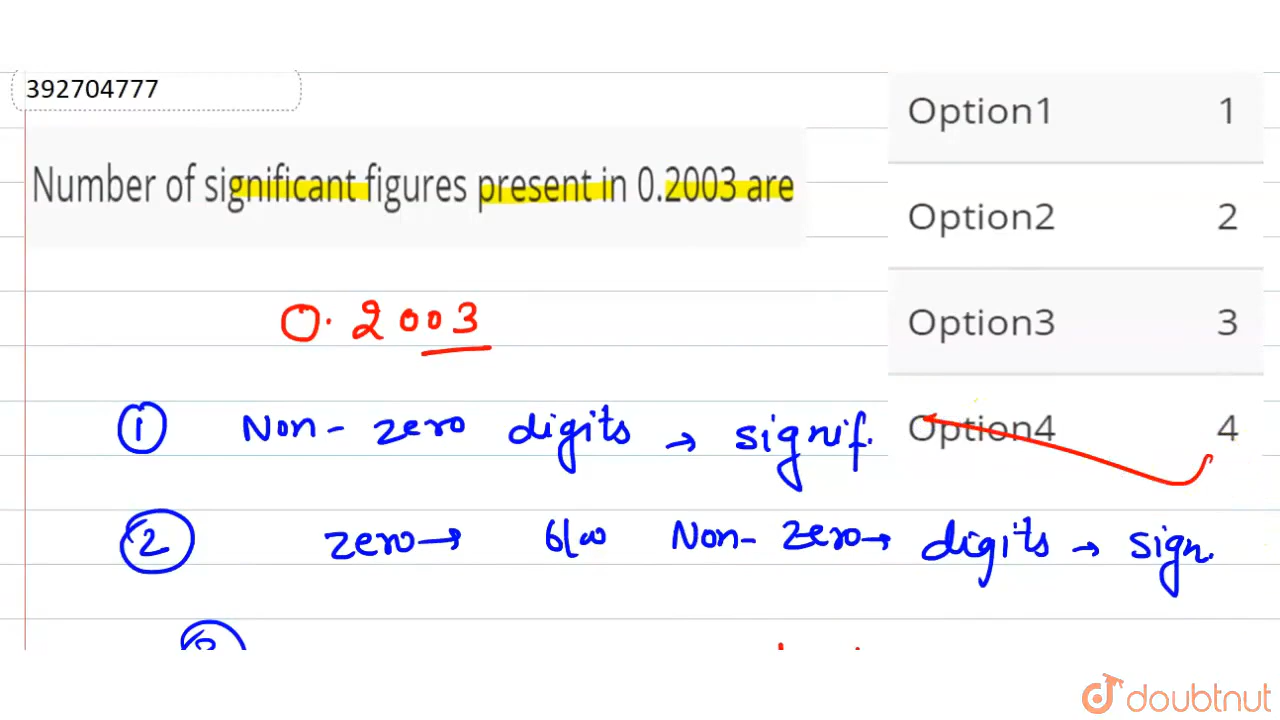 392704777
Number of significant figures present in 0.2003 are
Option1 1
Option2 2
Option3 3
Option4 4
0.2003
① Non-zero digits → signif.
② zero → b/w Non-zero → digits → sign.
doubtnut